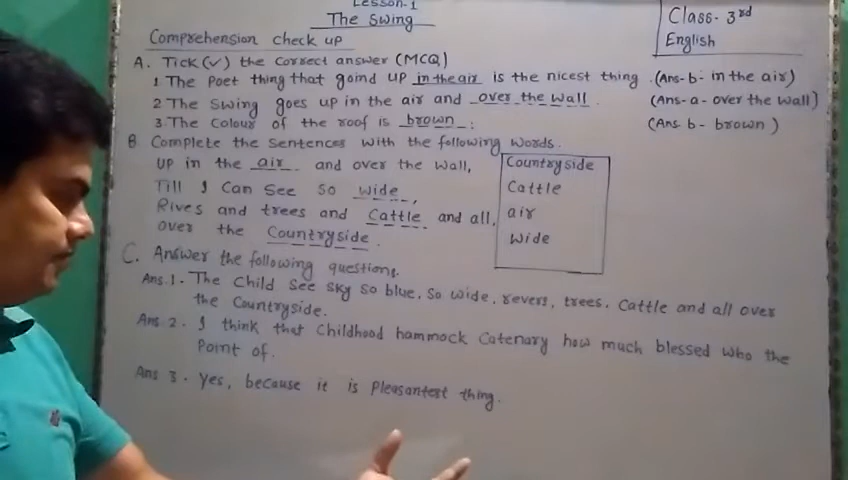 Lesson-1
The Swing
Class- 3rd
English
Comprehension check up
A. Tick (✓) the correct answer (MCQ)
1 The Poet thing that goind up in the air is the nicest thing. (Ans-b- in the air)
2 The Swing goes up in the air and over the wall. (Ans-a-over the wall)
3. The Colour of the roof is brown: (Ans b- brown)
B Complete the Sentences with the following Words.
up in the air and over the wall,
Till I Can See So wide,
Rives and trees and Cattle and all,
over the Countryside.
Countryside
Cattle
air
Wide
C. Answer the following questions.
Ans.1. The Child See sky so blue, So wide, revers, trees, Cattle and all over
the Countryside.
Ans.2. I think that Childhood hammock Catenary how much blessed who the
Point of.
Ans 3. Yes, because it is Pleasantest thing.